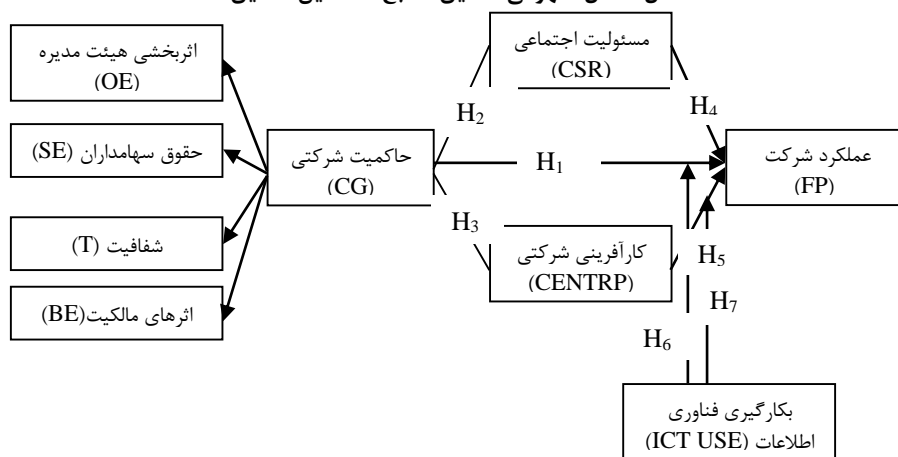 اثربخشی هیئت مدیره
(OE)
حقوق سهامداران (SE)
شفافیت (T)
اثرهای مالکیت(BE)
حاکمیت شرکتی
(CG)
مسئولیت اجتماعی
(CSR)
کارآفرینی شرکتی
(CENTRP)
عملکرد شرکت
(FP)
بکارگیری فناوری
اطلاعات (ICT USE)
H2
H4
H1
H3
H5
H7
H6